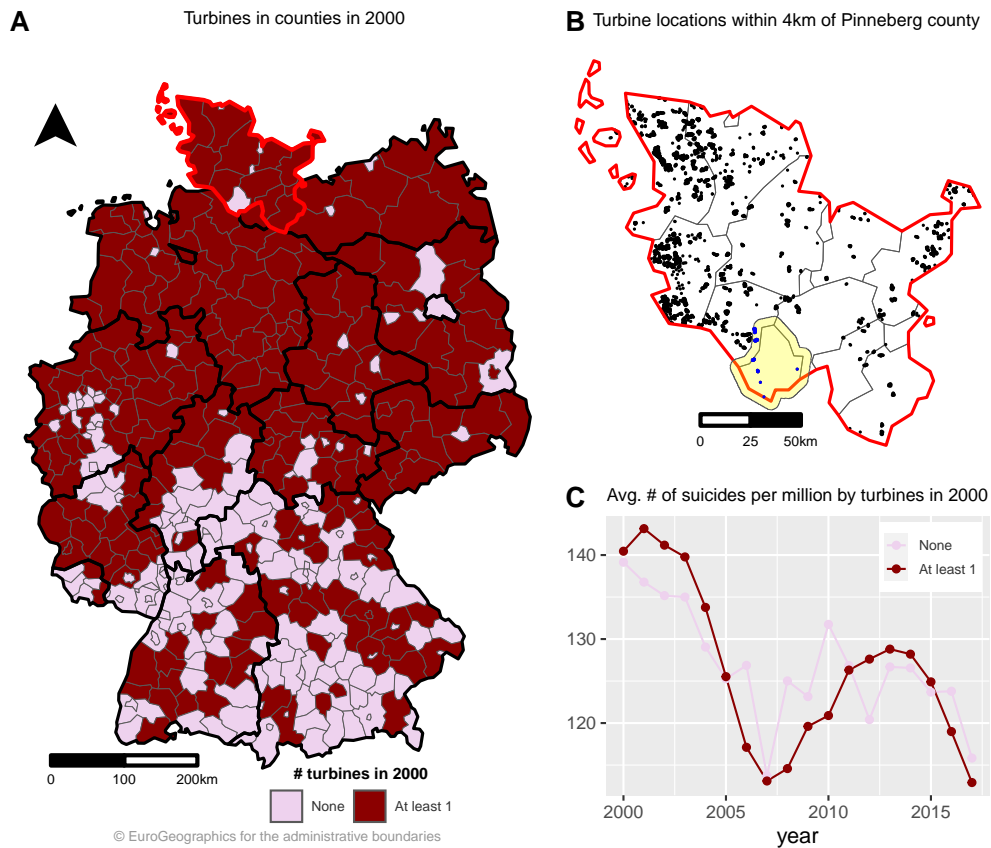 A
Turbines in counties in 2000
0
100
200km
# turbines in 2000
None
At least 1
© EuroGeographics for the administrative boundaries
B
Turbine locations within 4km of Pinneberg county
0
25
50km
C
Avg. # of suicides per million by turbines in 2000
None
At least 1
140
130
120
2000
2005
2010
2015
year